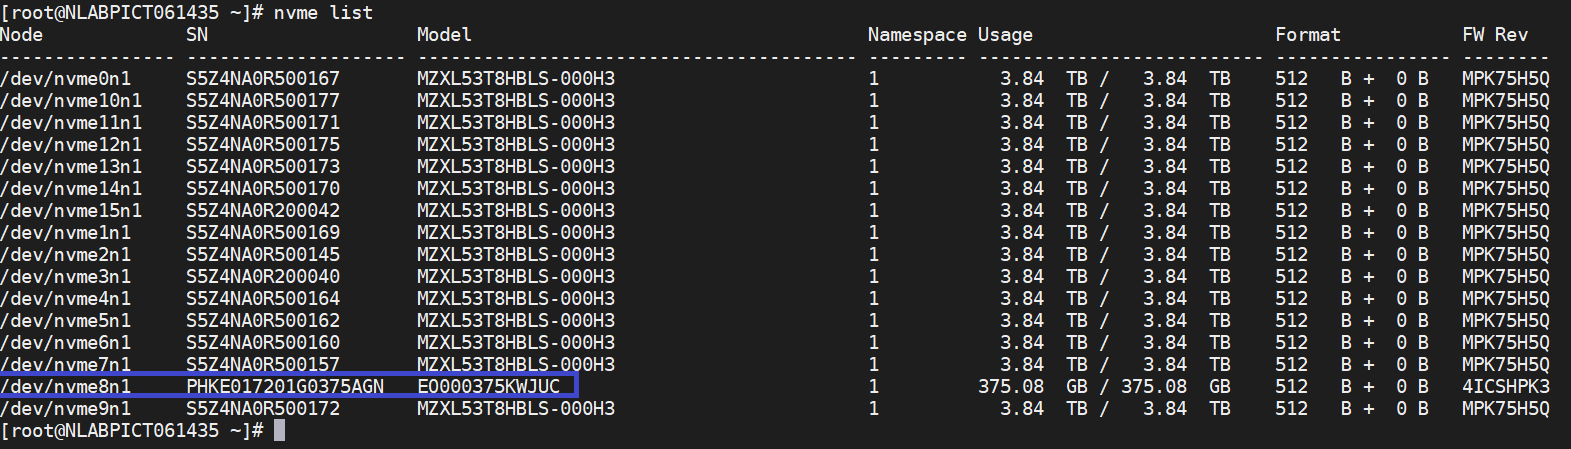 [root@NLABPICT061435 ~]# nvme list
Node             SN                   Model                                    Namespace Usage                      Format           FW Rev
---------------- -------------------- ---------------------------------------- --------- -------------------------- ---------------- --------
/dev/nvme0n1     S5Z4NA0R500167       MZXL53T8HBLS-000H3                       1           3.84  TB /   3.84  TB    512   B +  0 B   MPK75H5Q
/dev/nvme10n1    S5Z4NA0R500177       MZXL53T8HBLS-000H3                       1           3.84  TB /   3.84  TB    512   B +  0 B   MPK75H5Q
/dev/nvme11n1    S5Z4NA0R500171       MZXL53T8HBLS-000H3                       1           3.84  TB /   3.84  TB    512   B +  0 B   MPK75H5Q
/dev/nvme12n1    S5Z4NA0R500175       MZXL53T8HBLS-000H3                       1           3.84  TB /   3.84  TB    512   B +  0 B   MPK75H5Q
/dev/nvme13n1    S5Z4NA0R500173       MZXL53T8HBLS-000H3                       1           3.84  TB /   3.84  TB    512   B +  0 B   MPK75H5Q
/dev/nvme14n1    S5Z4NA0R500170       MZXL53T8HBLS-000H3                       1           3.84  TB /   3.84  TB    512   B +  0 B   MPK75H5Q
/dev/nvme15n1    S5Z4NA0R200042       MZXL53T8HBLS-000H3                       1           3.84  TB /   3.84  TB    512   B +  0 B   MPK75H5Q
/dev/nvme1n1     S5Z4NA0R500169       MZXL53T8HBLS-000H3                       1           3.84  TB /   3.84  TB    512   B +  0 B   MPK75H5Q
/dev/nvme2n1     S5Z4NA0R500145       MZXL53T8HBLS-000H3                       1           3.84  TB /   3.84  TB    512   B +  0 B   MPK75H5Q
/dev/nvme3n1     S5Z4NA0R200040       MZXL53T8HBLS-000H3                       1           3.84  TB /   3.84  TB    512   B +  0 B   MPK75H5Q
/dev/nvme4n1     S5Z4NA0R500164       MZXL53T8HBLS-000H3                       1           3.84  TB /   3.84  TB    512   B +  0 B   MPK75H5Q
/dev/nvme5n1     S5Z4NA0R500162       MZXL53T8HBLS-000H3                       1           3.84  TB /   3.84  TB    512   B +  0 B   MPK75H5Q
/dev/nvme6n1     S5Z4NA0R500160       MZXL53T8HBLS-000H3                       1           3.84  TB /   3.84  TB    512   B +  0 B   MPK75H5Q
/dev/nvme7n1     S5Z4NA0R500157       MZXL53T8HBLS-000H3                       1           3.84  TB /   3.84  TB    512   B +  0 B   MPK75H5Q
/dev/nvme8n1     PHKE017201G0375AGN   EO000375KWJUC                            1         375.08  GB / 375.08  GB    512   B +  0 B   4ICSHPK3
/dev/nvme9n1     S5Z4NA0R500172       MZXL53T8HBLS-000H3                       1           3.84  TB /   3.84  TB    512   B +  0 B   MPK75H5Q
[root@NLABPICT061435 ~]#